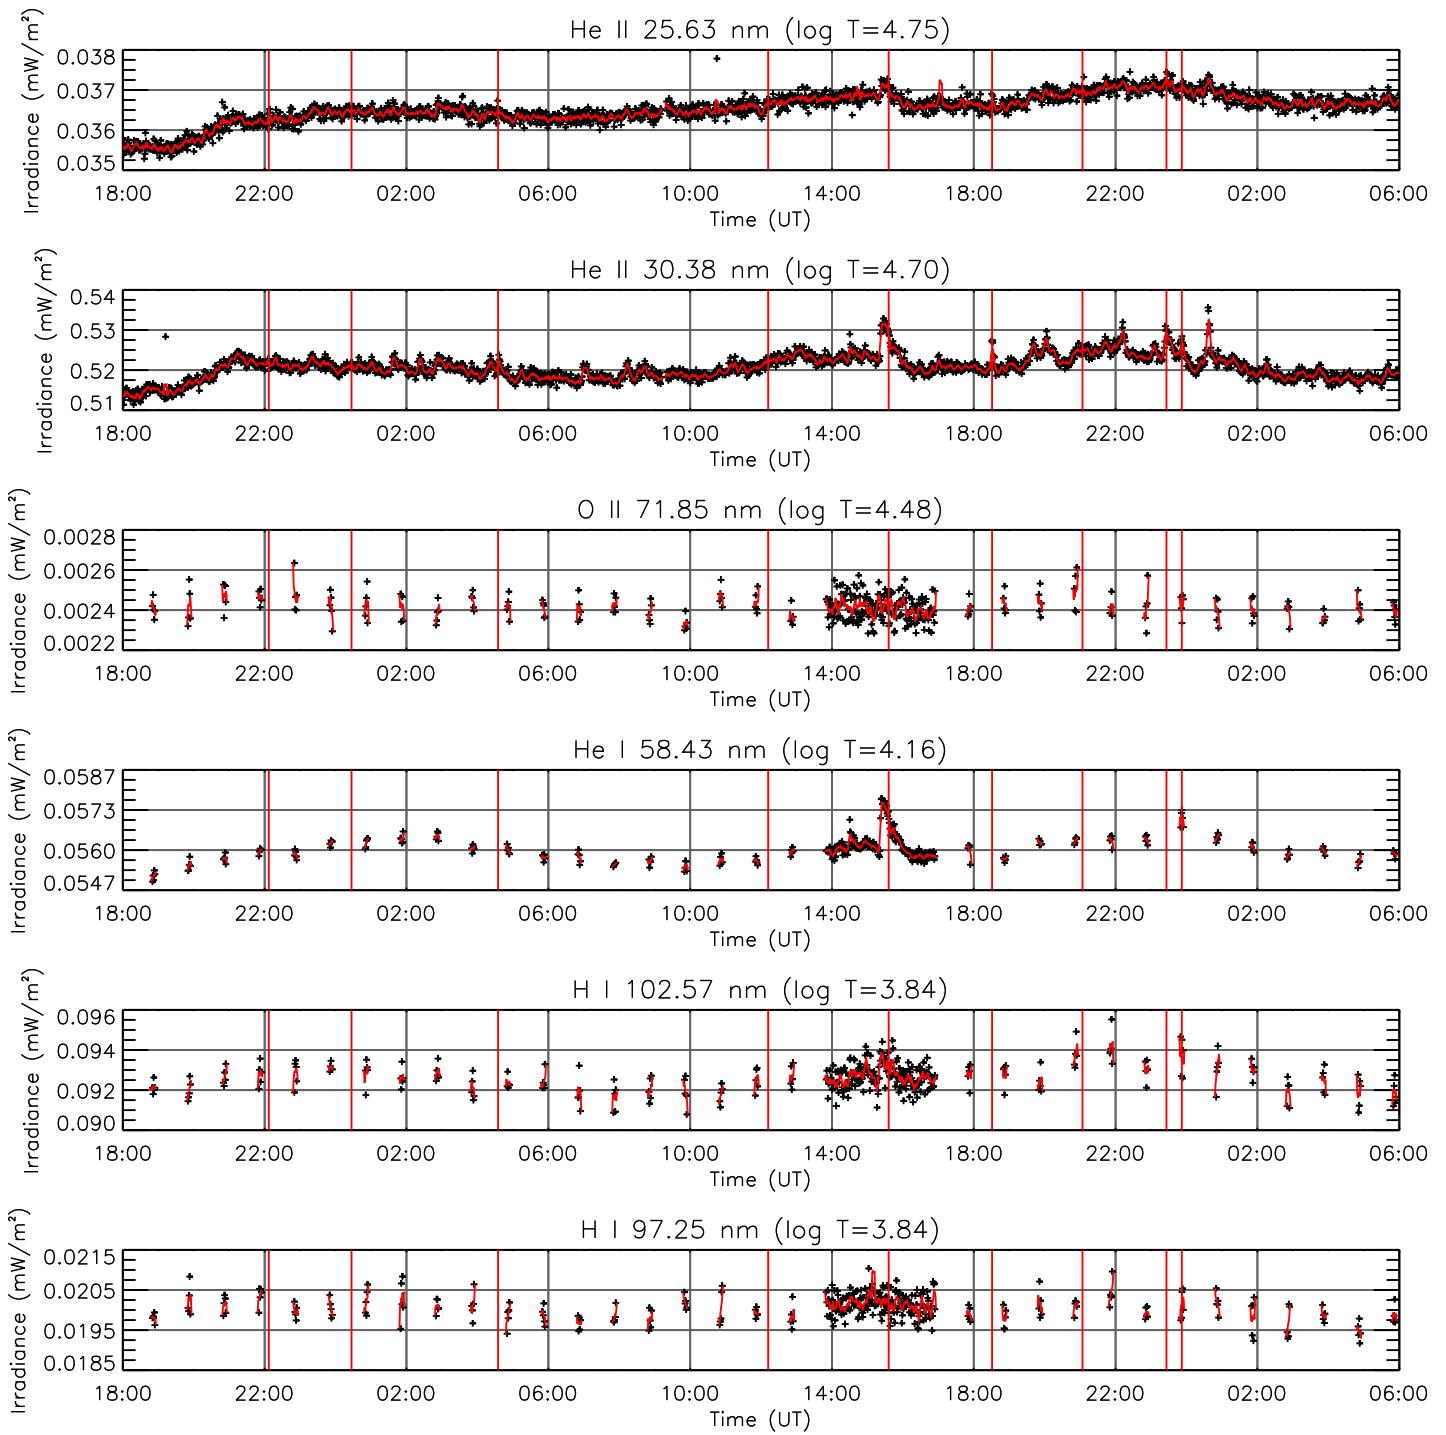 He II 25.63 nm (log T=4.75)
Irradiance (mW/m²)
0.038
0.037
0.036
0.035
18:00 22:00 02:00 06:00 10:00 14:00 18:00 22:00 02:00 06:00
Time (UT)
He II 30.38 nm (log T=4.70)
Irradiance (mW/m²)
0.54
0.53
0.52
0.51
18:00 22:00 02:00 06:00 10:00 14:00 18:00 22:00 02:00 06:00
Time (UT)
O II 71.85 nm (log T=4.48)
Irradiance (mW/m²)
0.0028
0.0026
0.0024
0.0022
18:00 22:00 02:00 06:00 10:00 14:00 18:00 22:00 02:00 06:00
Time (UT)
He I 58.43 nm (log T=4.16)
Irradiance (mW/m²)
0.0587
0.0573
0.0560
0.0547
18:00 22:00 02:00 06:00 10:00 14:00 18:00 22:00 02:00 06:00
Time (UT)
H I 102.57 nm (log T=3.84)
Irradiance (mW/m²)
0.096
0.094
0.092
0.090
18:00 22:00 02:00 06:00 10:00 14:00 18:00 22:00 02:00 06:00
Time (UT)
H I 97.25 nm (log T=3.84)
Irradiance (mW/m²)
0.0215
0.0205
0.0195
0.0185
18:00 22:00 02:00 06:00 10:00 14:00 18:00 22:00 02:00 06:00
Time (UT)